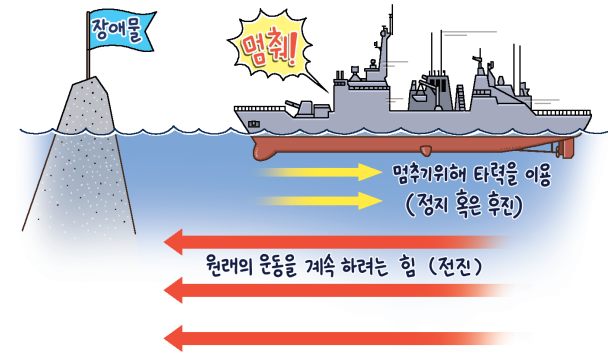 장애물
멈춰!
멈추기위해 타력을 이용
(정지 혹은 후진)
원래의 운동을 계속 하려는 힘 (전진)